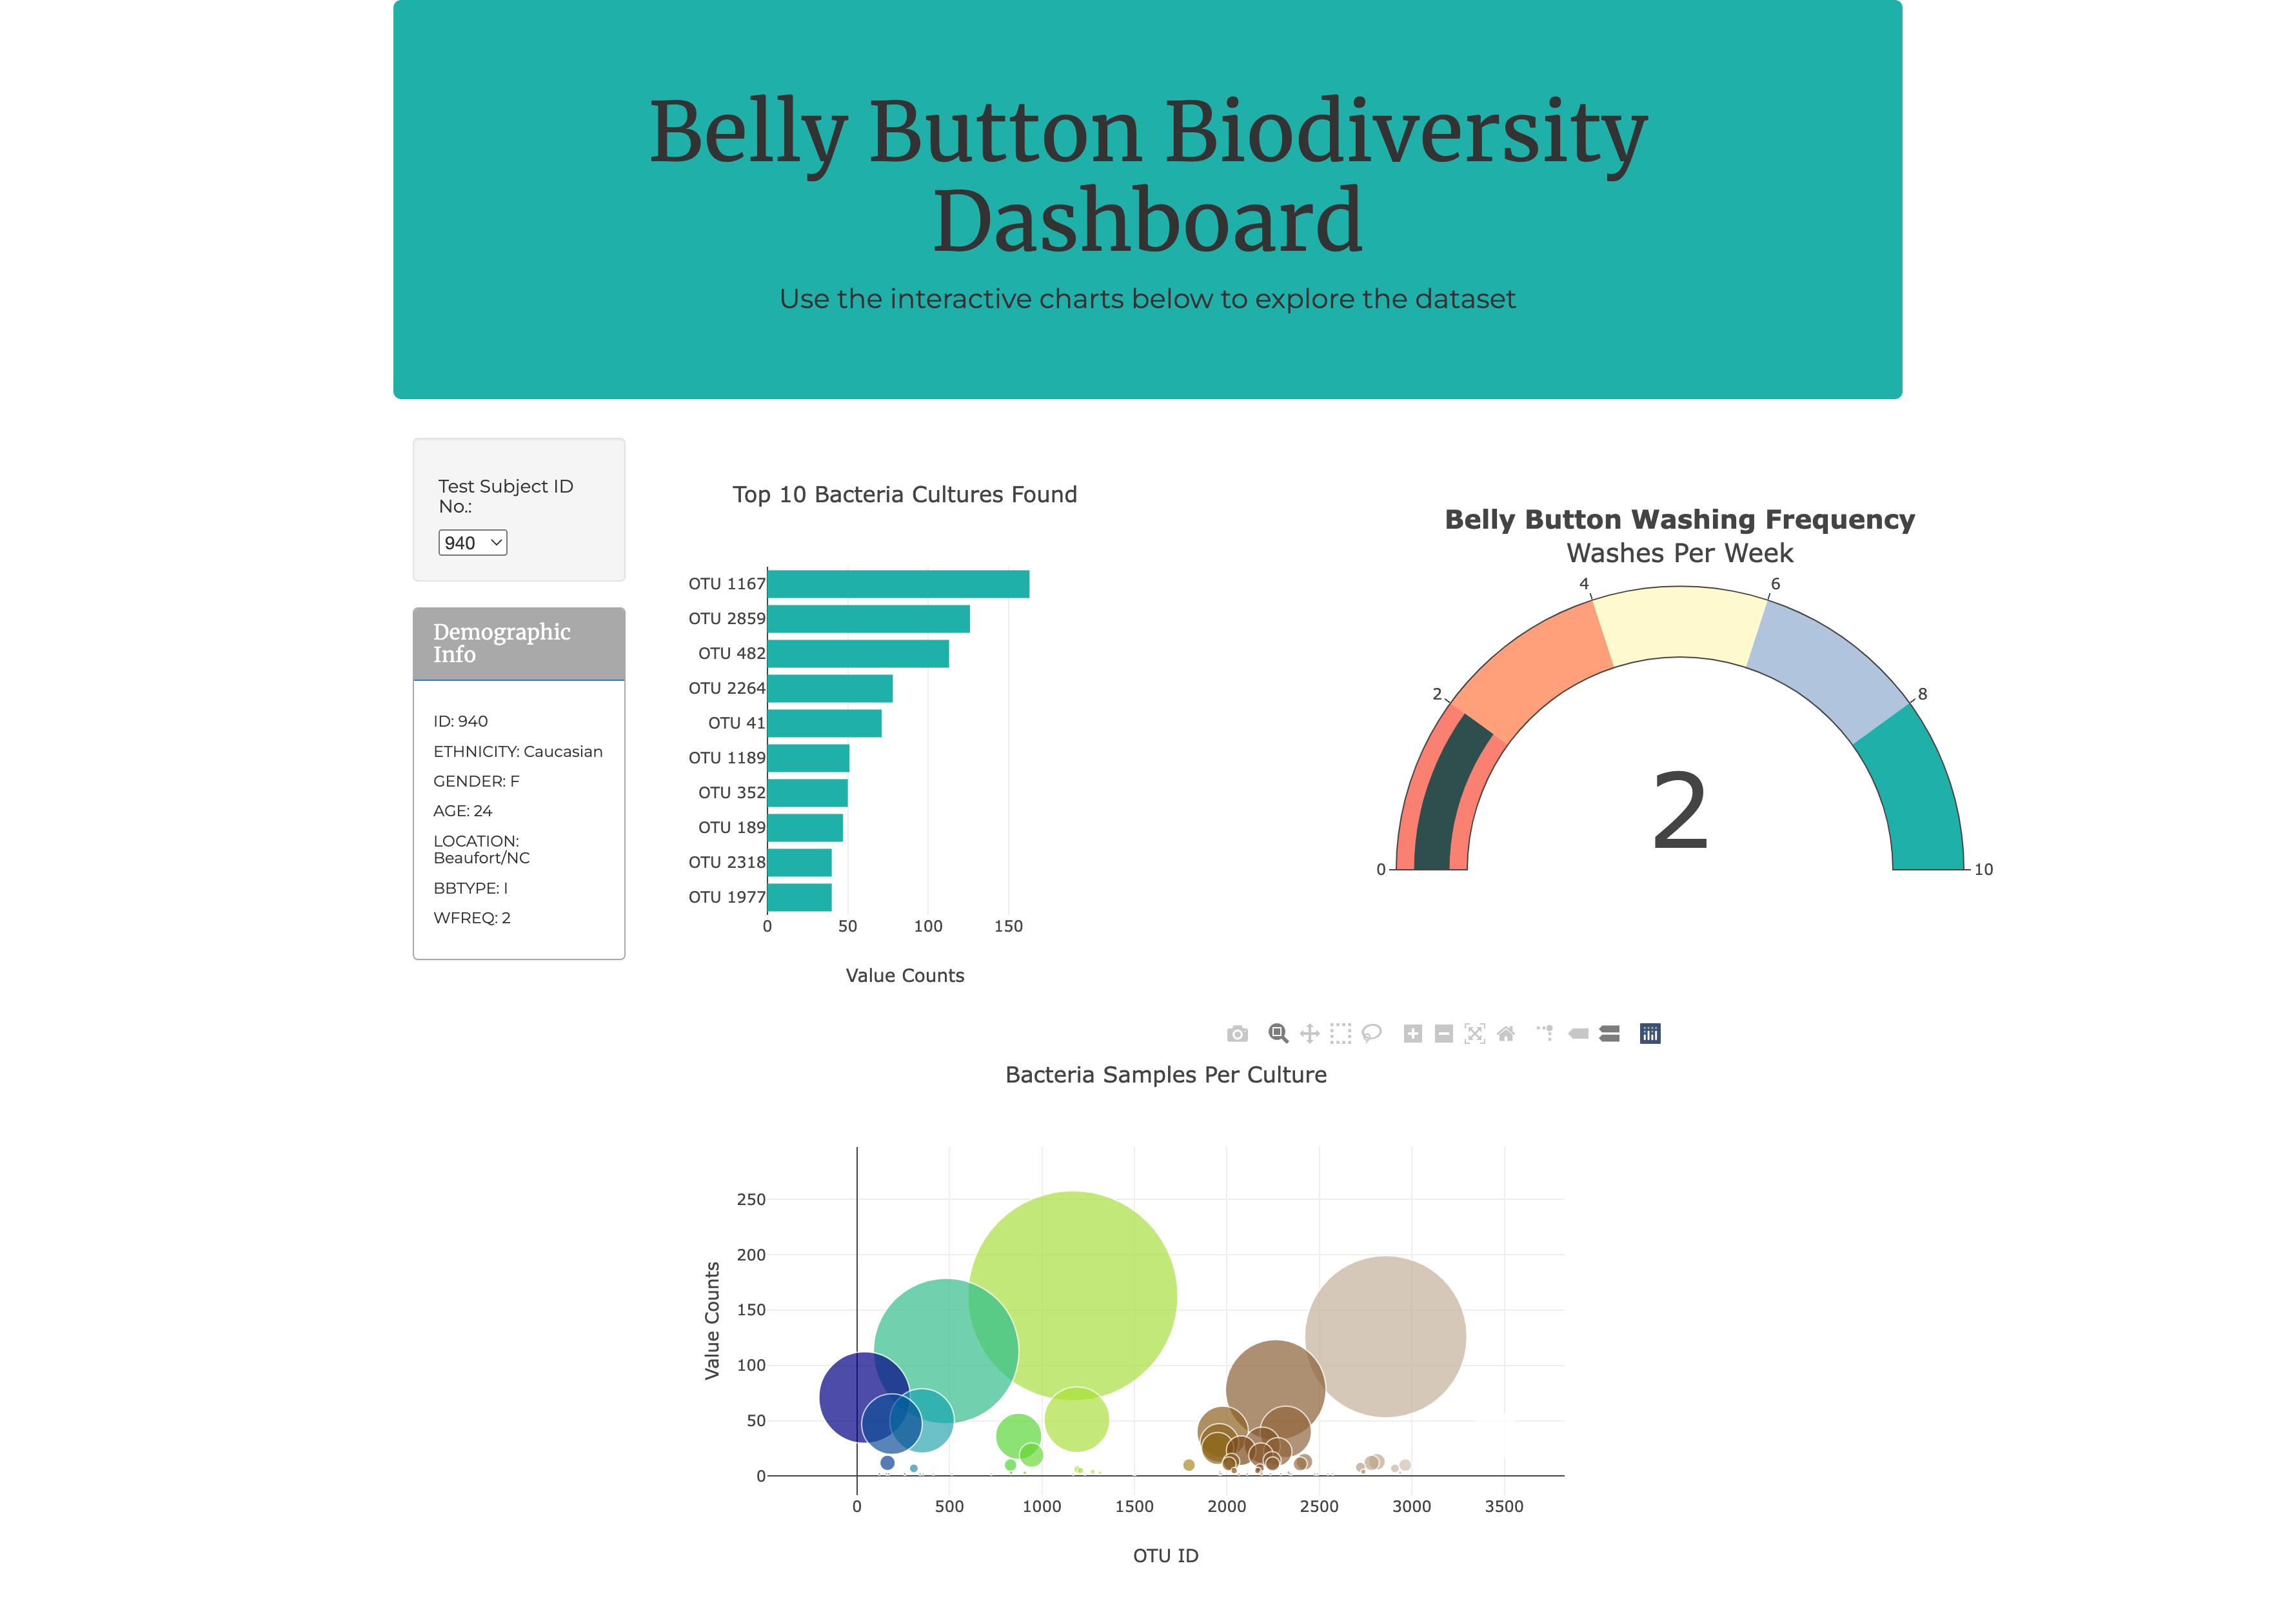 Belly Button Biodiversity
Dashboard
Use the interactive charts below to explore the dataset
Test Subject ID
No.:
940
Demographic
Info
ID: 940
ETHNICITY: Caucasian
GENDER: F
AGE: 24
LOCATION:
Beaufort/NC
BBTYPE: I
WFREQ: 2
Top 10 Bacteria Cultures Found
OTU 1167
OTU 2859
OTU 482
OTU 2264
OTU 41
OTU 1189
OTU 352
OTU 189
OTU 2318
OTU 1977
0 50 100 150
Value Counts
Belly Button Washing Frequency
Washes Per Week
0
2
4
6
8
10
2
Bacteria Samples Per Culture
Value Counts
250
200
150
100
50
0
0 500 1000 1500 2000 2500 3000 3500
OTU ID